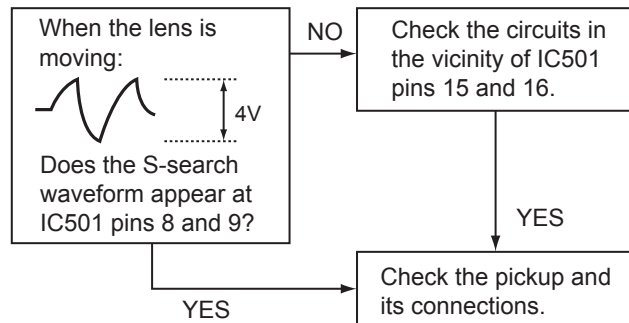 When the lens is
moving:
4V
Does the S-search
waveform appear at
IC501 pins 8 and 9?
NO
Check the circuits in
the vicinity of IC501
pins 15 and 16.
YES
YES
Check the pickup and
its connections.